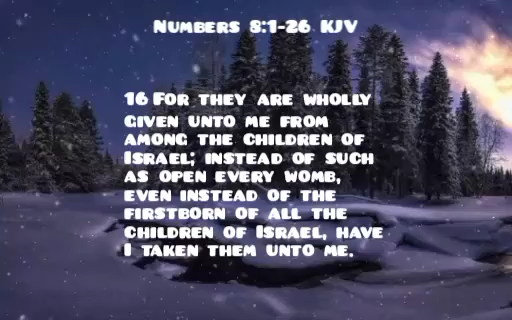 Numbers 8:1-26 KJV
16 For they are wholly
given unto me from
among the children of
Israel; instead of such
as open every womb,
even instead of the
firstborn of all the
children of Israel, have
I taken them unto me.